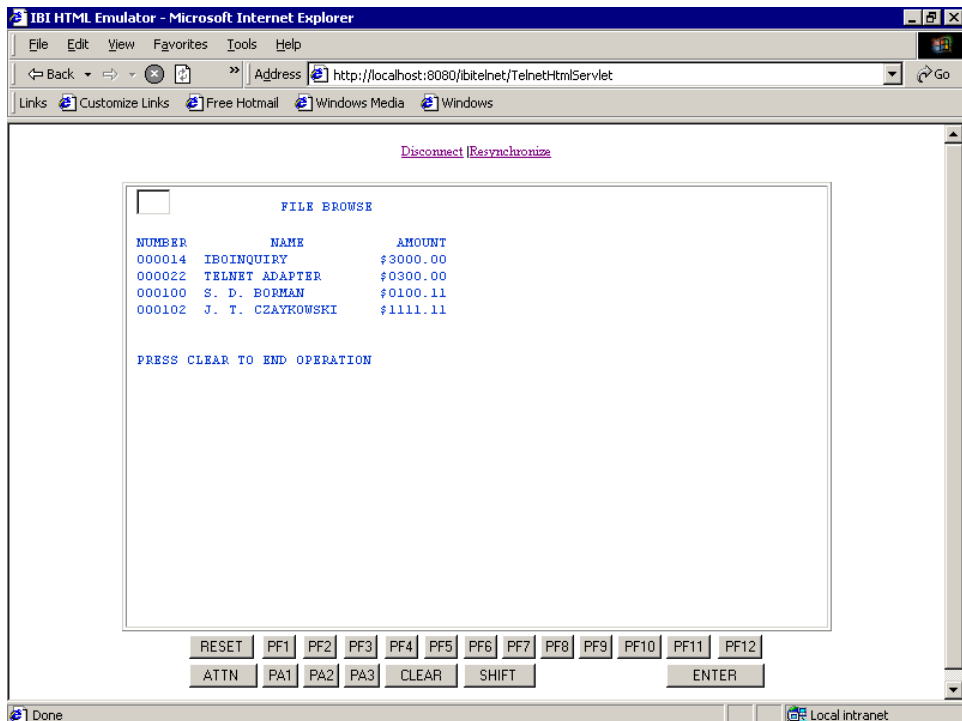 IBI HTML Emulator - Microsoft Internet Explorer
File Edit View Favorites Tools Help
Back » Address http://localhost:8080/ibitelnet/TelnetHtmlServlet Go
Links Customize Links Free Hotmail Windows Media Windows
Disconnect |Resynchronize
FILE BROWSE
NUMBER NAME AMOUNT
000014 IBOINQUIRY $3000.00
000022 TELNET ADAPTER $0300.00
000100 S. D. BORMAN $0100.11
000102 J. T. CZAYKOWSKI $1111.11
PRESS CLEAR TO END OPERATION
RESET PF1 PF2 PF3 PF4 PF5 PF6 PF7 PF8 PF9 PF10 PF11 PF12
ATTN PA1 PA2 PA3 CLEAR SHIFT ENTER
Done Local intranet